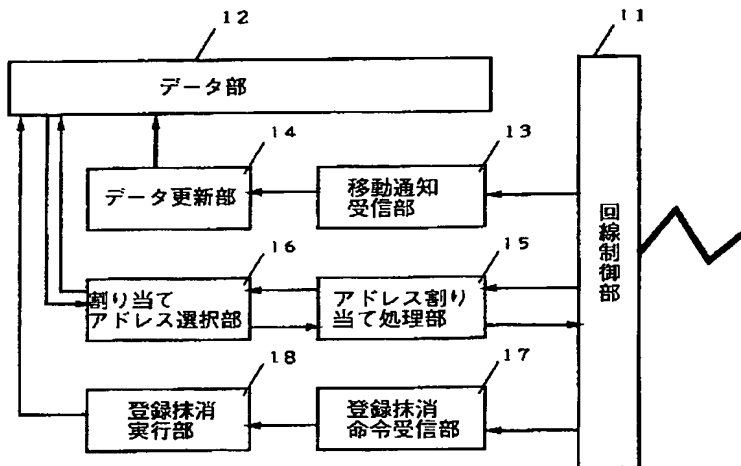 12
11
データ部
14
13
データ更新部
移動通知
受信部
回線制御部
16
15
割り当て
アドレス選択部
アドレス割り
当て処理部
18
17
登録抹消
実行部
登録抹消
命令受信部